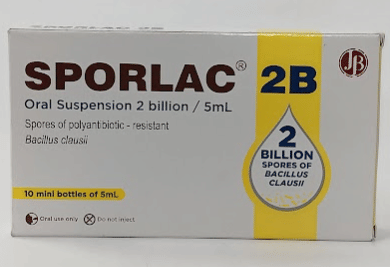 SPORLAC® 2B
Oral Suspension 2 billion / 5mL
Spores of polyantibiotic - resistant
Bacillus clausii
2
BILLION
SPORES OF
BACILLUS
CLAUSII
10 mini bottles of 5mL
Oral use only
Do not inject
JB